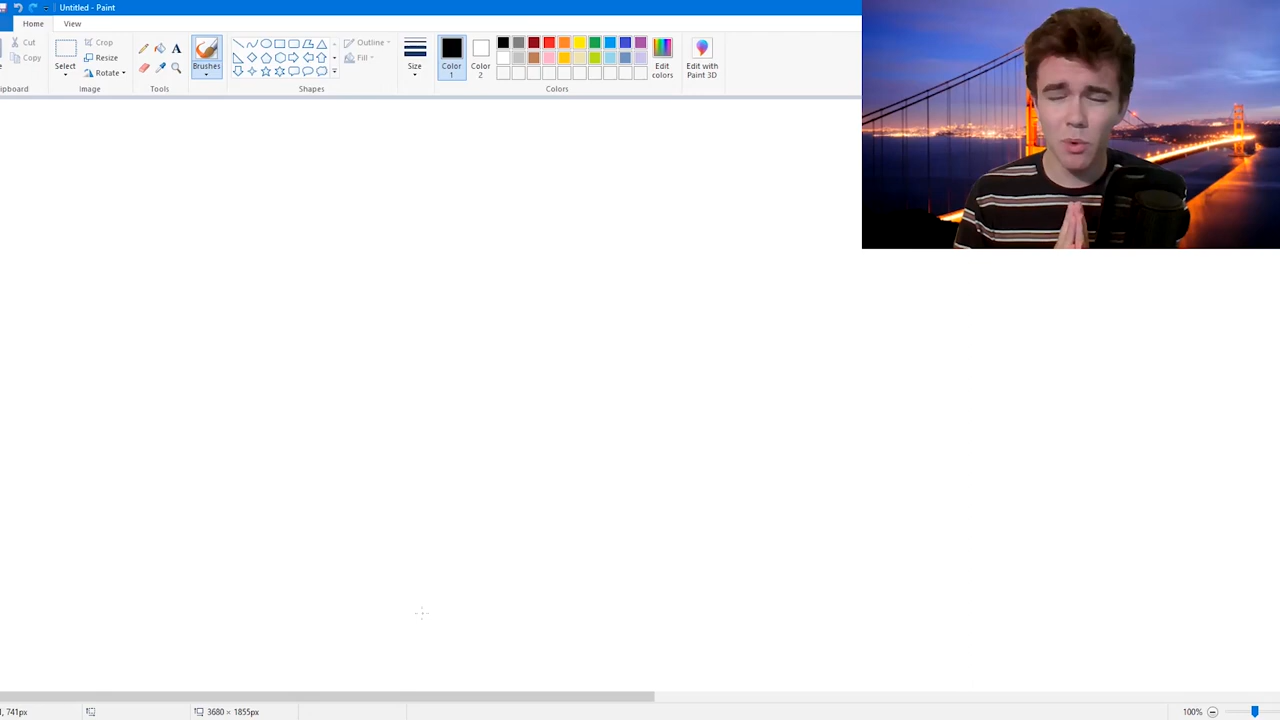 Untitled - Paint
Home View
Cut
Copy
Select
Crop
Resize
Rotate
A
Brushes
Outline
Fill
Size
Color 1
Color 2
Edit colors
Edit with Paint 3D
Image
Tools
Shapes
Colors
741px
3680 × 1855px
100%